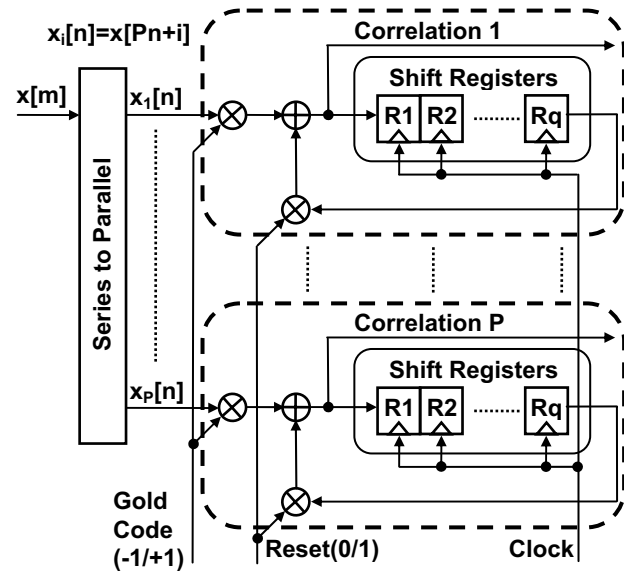 xi[n]=x[Pn+i]
Correlation 1
Shift Registers
x[m]
x1[n]
R1 R2 Rq
Series to Parallel
Correlation P
Shift Registers
xP[n]
R1 R2 Rq
Gold
Code
(-1/+1)
Reset(0/1)
Clock